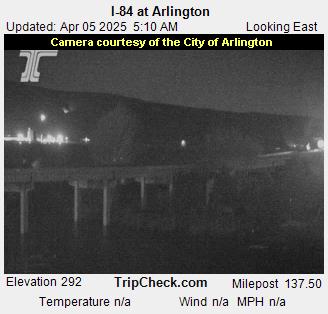 I-84 at Arlington
Updated: Apr 05 2025 5:10 AM Looking East
Camera courtesy of the City of Arlington
Elevation 292 TripCheck.com Milepost 137.50
Temperature n/a Wind n/a MPH n/a